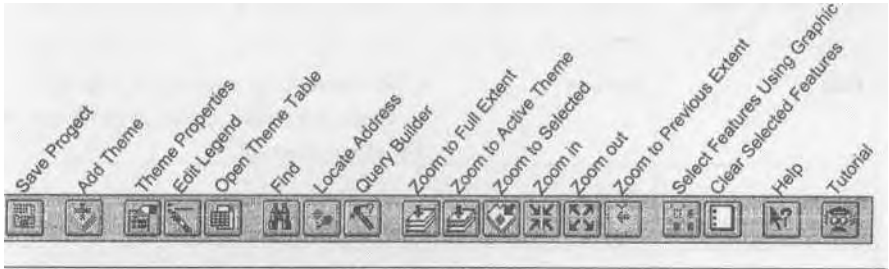 Save Progect
Add Theme
Theme Properties
Edit Legend
Open Theme Table
Find
Locate Address
Query Builder
Zoom to Full Extent
Zoom to Active Theme
Zoom to Selected
Zoom in
Zoom out
Zoom to Previous Extent
Select Features Using Graphic
Clear Selected Features
Help
Tutorial